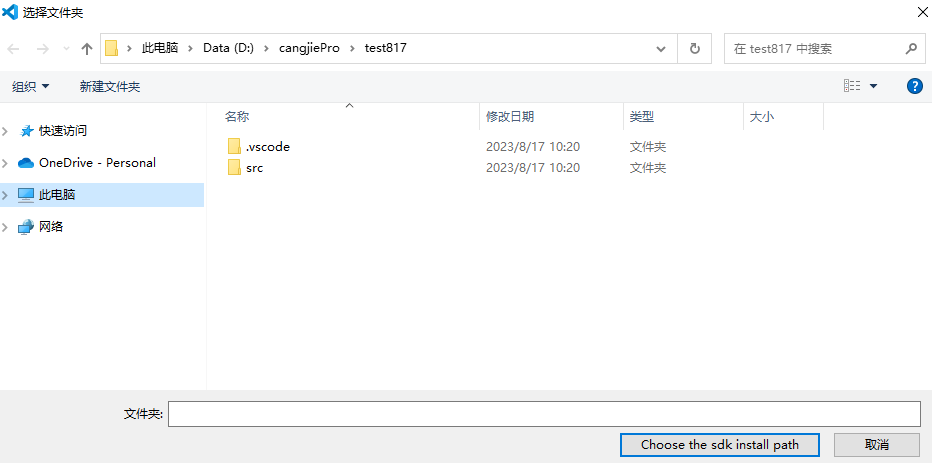 选择文件夹
此电脑 › Data (D:) › cangjiePro › test817
在 test817 中搜索
组织 新建文件夹
名称 修改日期 类型 大小
快速访问
OneDrive - Personal
此电脑
网络
.vscode 2023/8/17 10:20 文件夹
src 2023/8/17 10:20 文件夹
文件夹:
Choose the sdk install path 取消